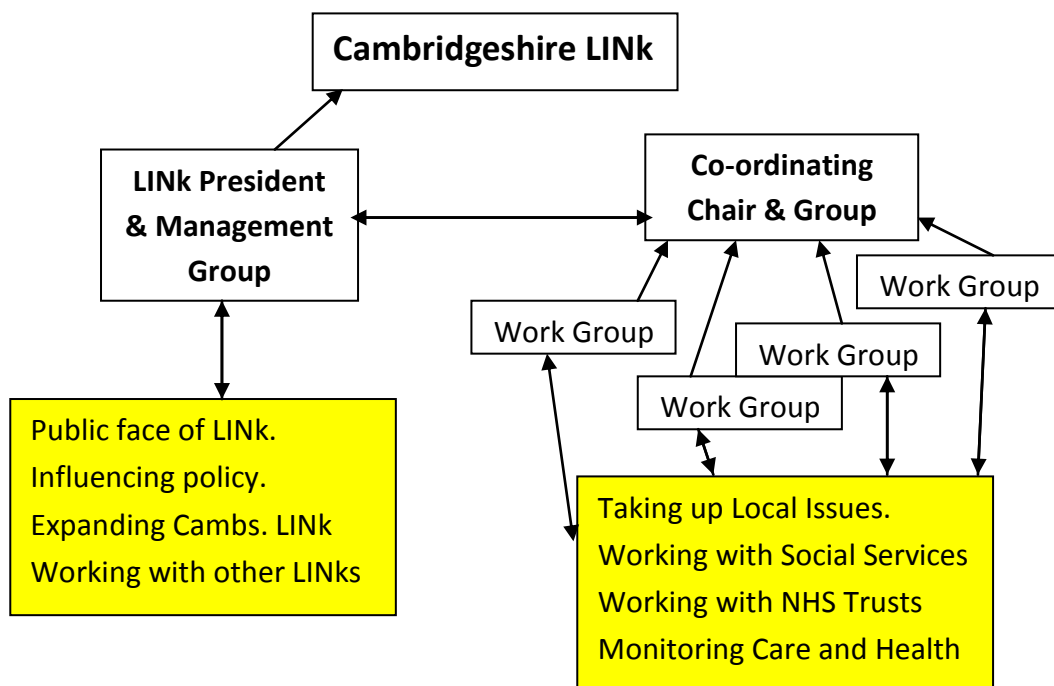 Cambridgeshire LINk
LINk President
& Management
Group
Co-ordinating
Chair & Group
Work Group
Work Group
Work Group
Work Group
Public face of LINk.
Influencing policy.
Expanding Cambs. LINk
Working with other LINks
Taking up Local Issues.
Working with Social Services
Working with NHS Trusts
Monitoring Care and Health